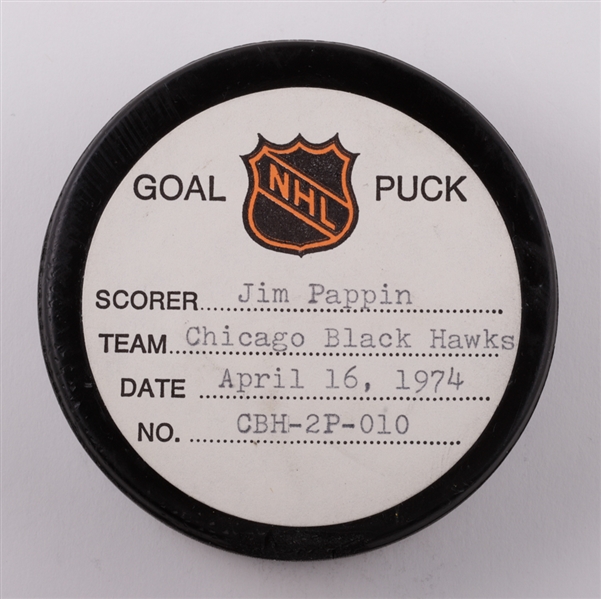 GOAL NHL PUCK
SCORER Jim Pappin
TEAM Chicago Black Hawks
DATE April 16, 1974
NO. CBH-2P-010